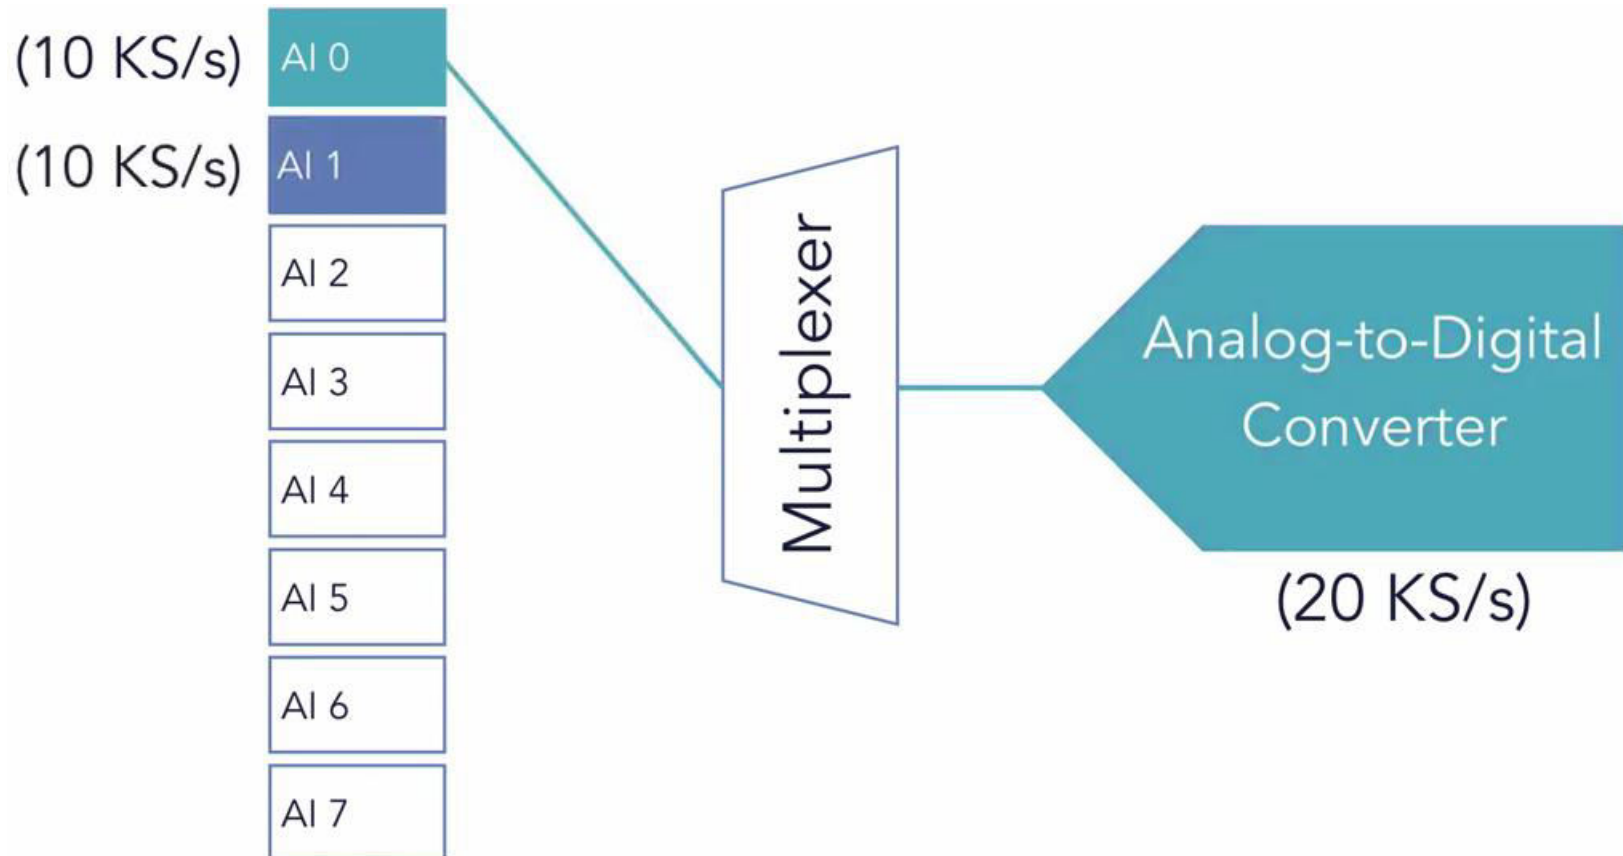 (10 KS/s) AI 0
(10 KS/s) AI 1
AI 2
AI 3
AI 4
AI 5
AI 6
AI 7
Multiplexer
Analog-to-Digital
Converter
(20 KS/s)